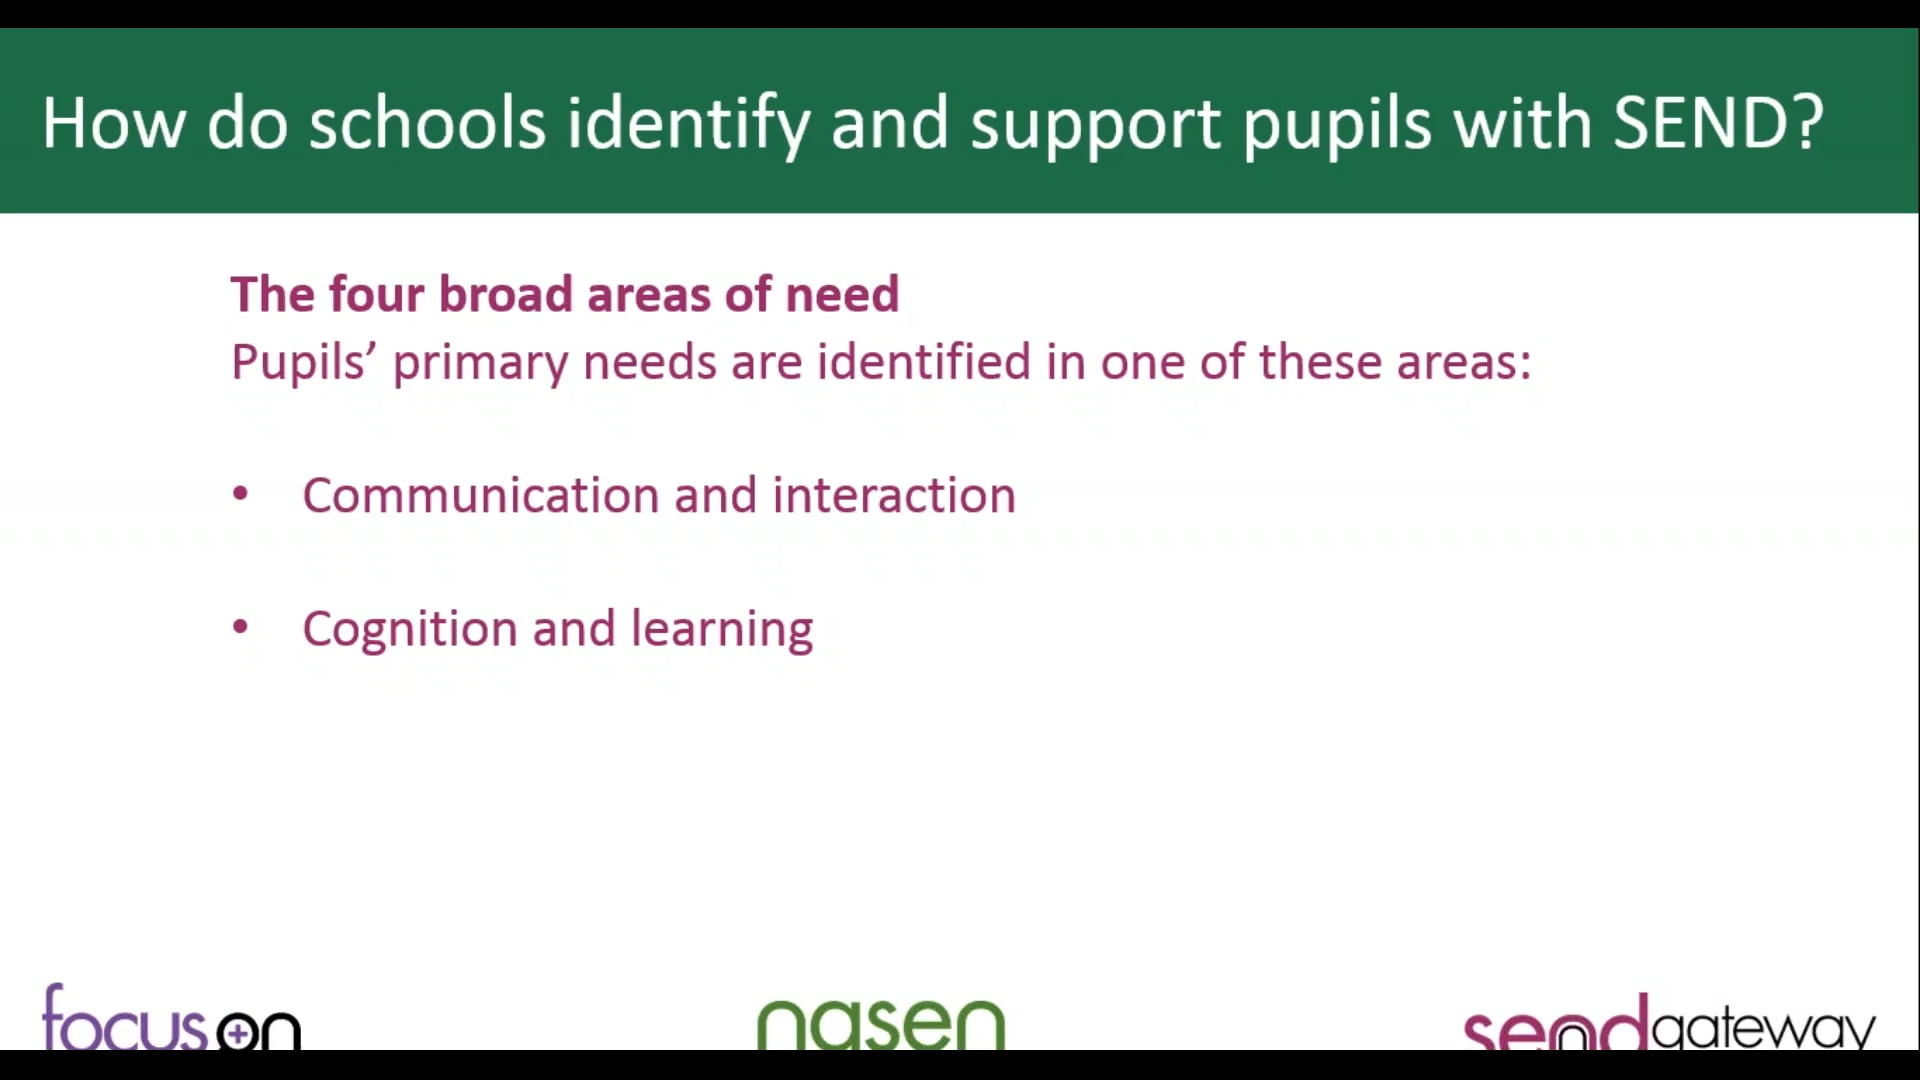 How do schools identify and support pupils with SEND?
The four broad areas of need
Pupils’ primary needs are identified in one of these areas:
• Communication and interaction
• Cognition and learning
focus on
nasen
sendgateway